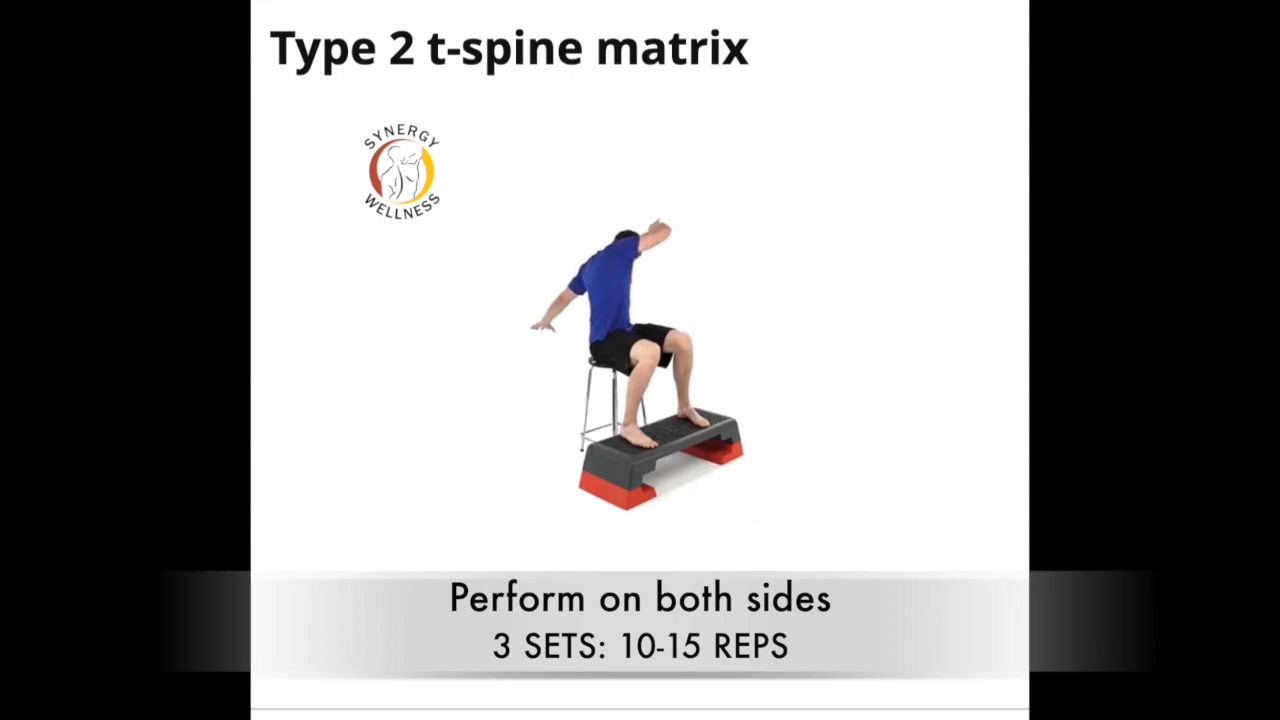 Type 2 t-spine matrix
SYNERGY
WELLNESS
Perform on both sides
3 SETS: 10-15 REPS